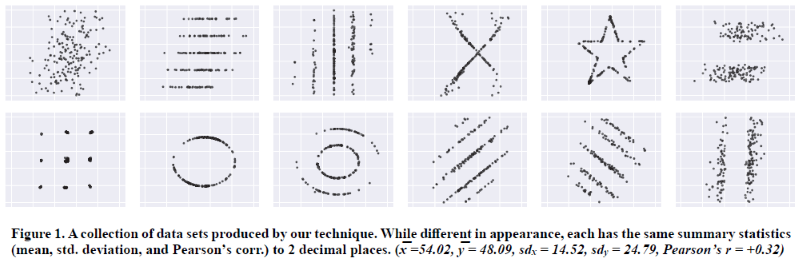 Figure 1. A collection of data sets produced by our technique. While different in appearance, each has the same summary statistics
(mean, std. deviation, and Pearson's corr.) to 2 decimal places. (x̅ =54.02, y̅ = 48.09, sdx = 14.52, sdy = 24.79, Pearson's r = +0.32)